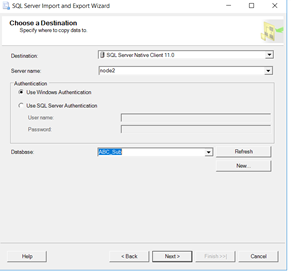 SQL Server Import and Export Wizard
Choose a Destination
Specify where to copy data to.
Destination: SQL Server Native Client 11.0
Server name: node2
Authentication
Use Windows Authentication
Use SQL Server Authentication
User name:
Password:
Database: ABC_Sub Refresh
New...
Help < Back Next > Finish >>| Cancel